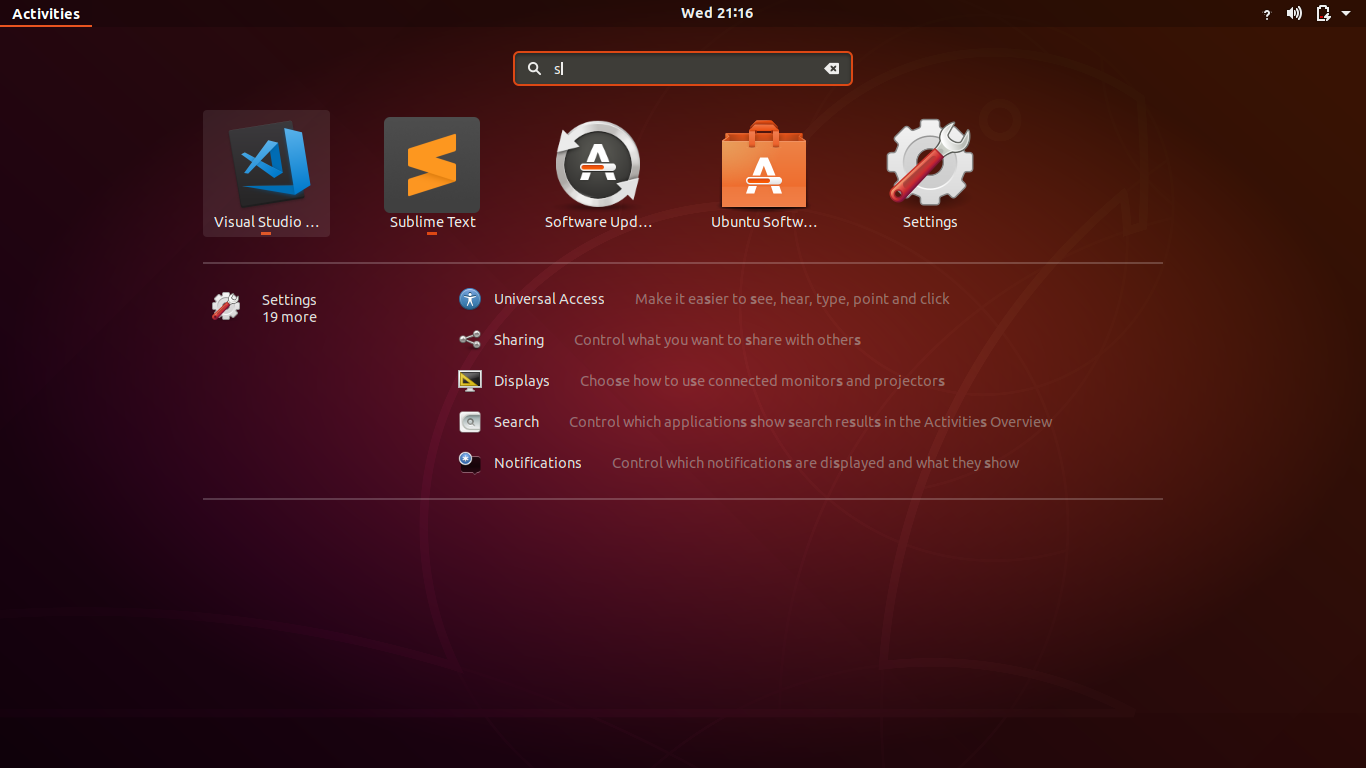 Activities
Wed 21:16
?
s
Visual Studio ...
Sublime Text
Software Upd...
Ubuntu Softw...
Settings
Settings
19 more
Universal Access Make it easier to see, hear, type, point and click
Sharing Control what you want to share with others
Displays Choose how to use connected monitors and projectors
Search Control which applications show search results in the Activities Overview
Notifications Control which notifications are displayed and what they show